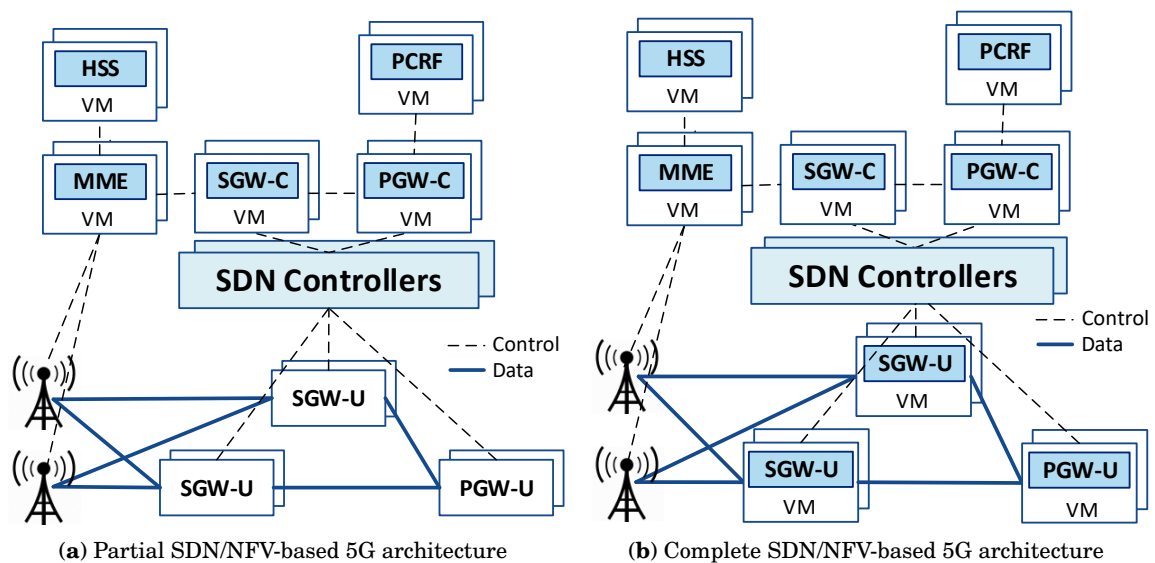 HSS
VM
PCRF
VM
MME
VM
SGW-C
VM
PGW-C
VM
SDN Controllers
Control
Data
SGW-U
SGW-U
PGW-U
(a) Partial SDN/NFV-based 5G architecture
HSS
VM
PCRF
VM
MME
VM
SGW-C
VM
PGW-C
VM
SDN Controllers
Control
Data
SGW-U
VM
SGW-U
VM
PGW-U
VM
(b) Complete SDN/NFV-based 5G architecture